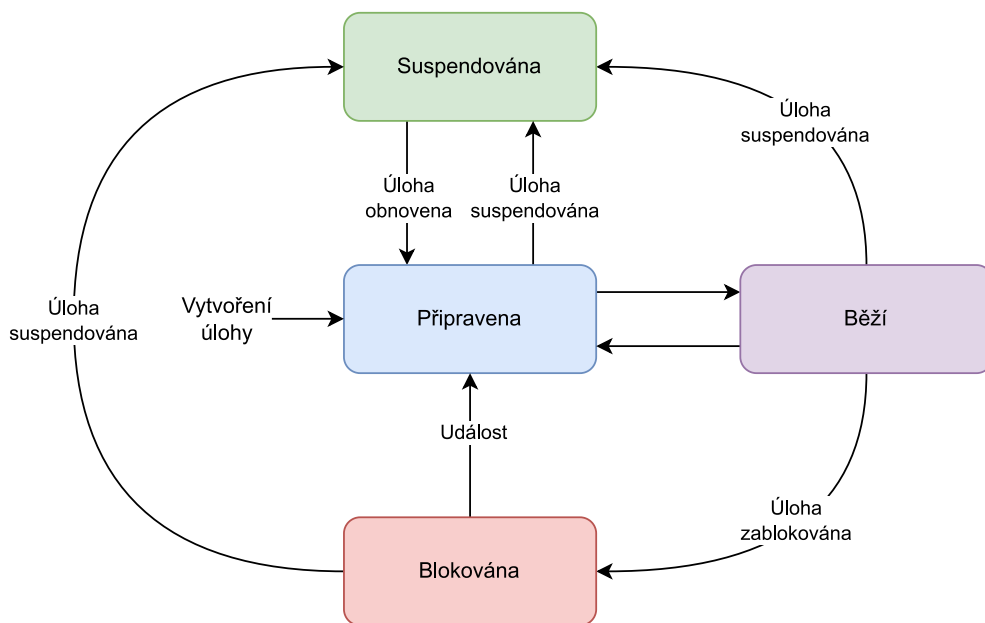 Suspendována
Úloha
suspendována
Úloha
obnovena
Úloha
suspendována
Úloha
suspendována
Vytvoření
úlohy
Připravena
Běží
Událost
Úloha
zablokována
Blokována